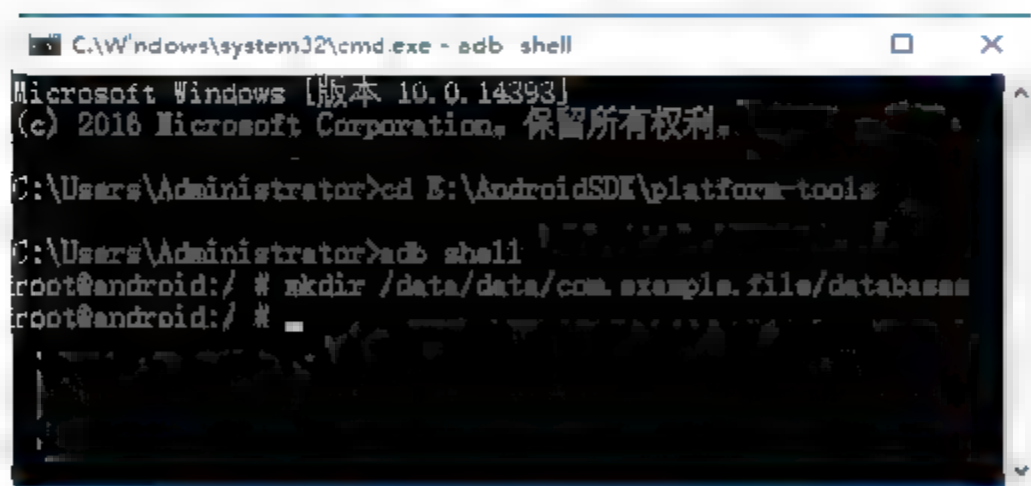 C:\Windows\system32\cmd.exe - adb shell
Microsoft Windows [版本 10.0.14393]
(c) 2016 Microsoft Corporation。保留所有权利。
C:\Users\Administrator>cd E:\AndroidSDK\platform-tools
C:\Users\Administrator>adb shell
root@android:/ # mkdir /data/data/com.example.file/databases
root@android:/ #